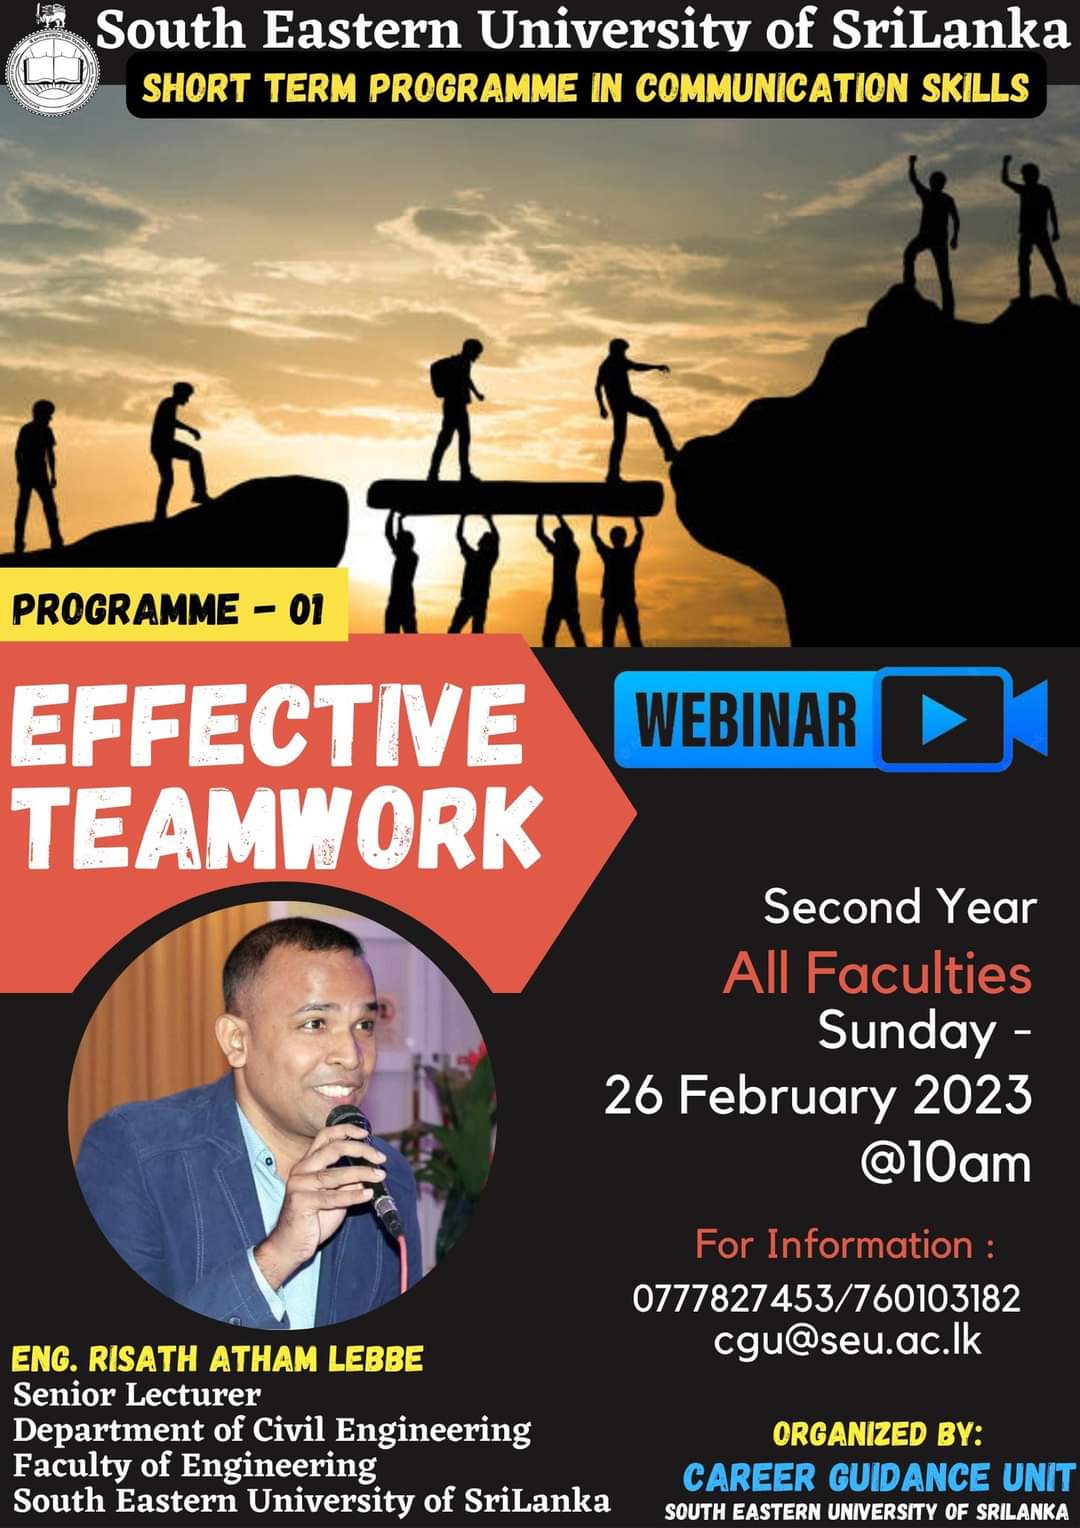 South Eastern University of SriLanka
SHORT TERM PROGRAMME IN COMMUNICATION SKILLS
PROGRAMME - 01
EFFECTIVE
TEAMWORK
WEBINAR
Second Year
All Faculties
Sunday -
26 February 2023
@10am
For Information :
0777827453/760103182
cgu@seu.ac.lk
ENG. RISATH ATHAM LEBBE
Senior Lecturer
Department of Civil Engineering
Faculty of Engineering
South Eastern University of SriLanka
ORGANIZED BY:
CAREER GUIDANCE UNIT
SOUTH EASTERN UNIVERSITY OF SRILANKA